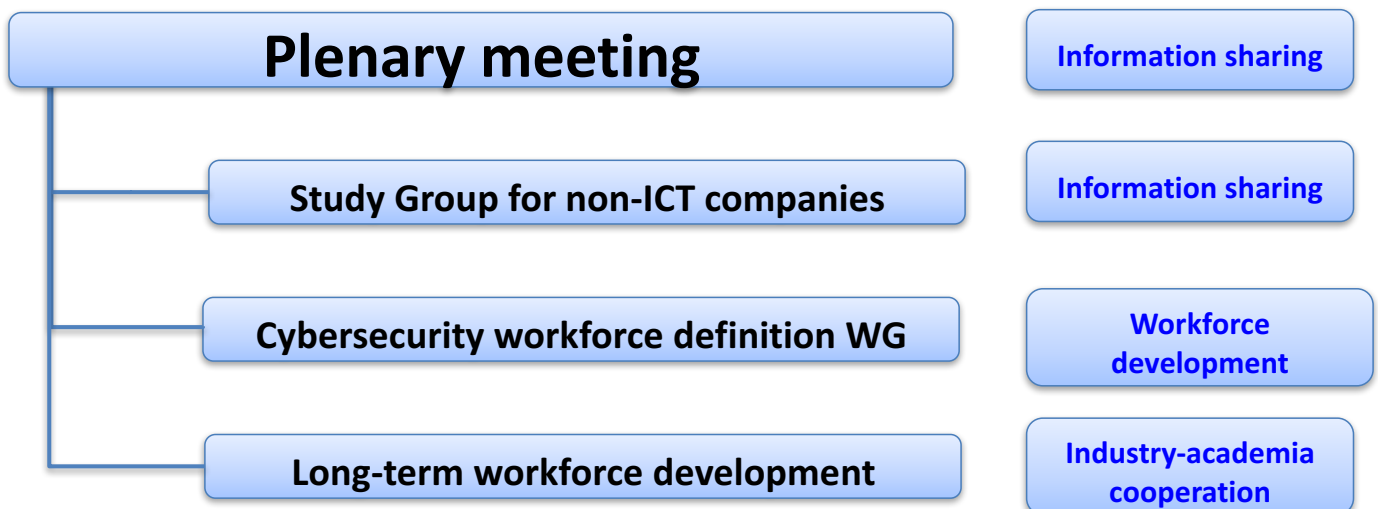 Plenary meeting
Information sharing
Study Group for non-ICT companies
Information sharing
Cybersecurity workforce definition WG
Workforce
development
Long-term workforce development
Industry-academia
cooperation